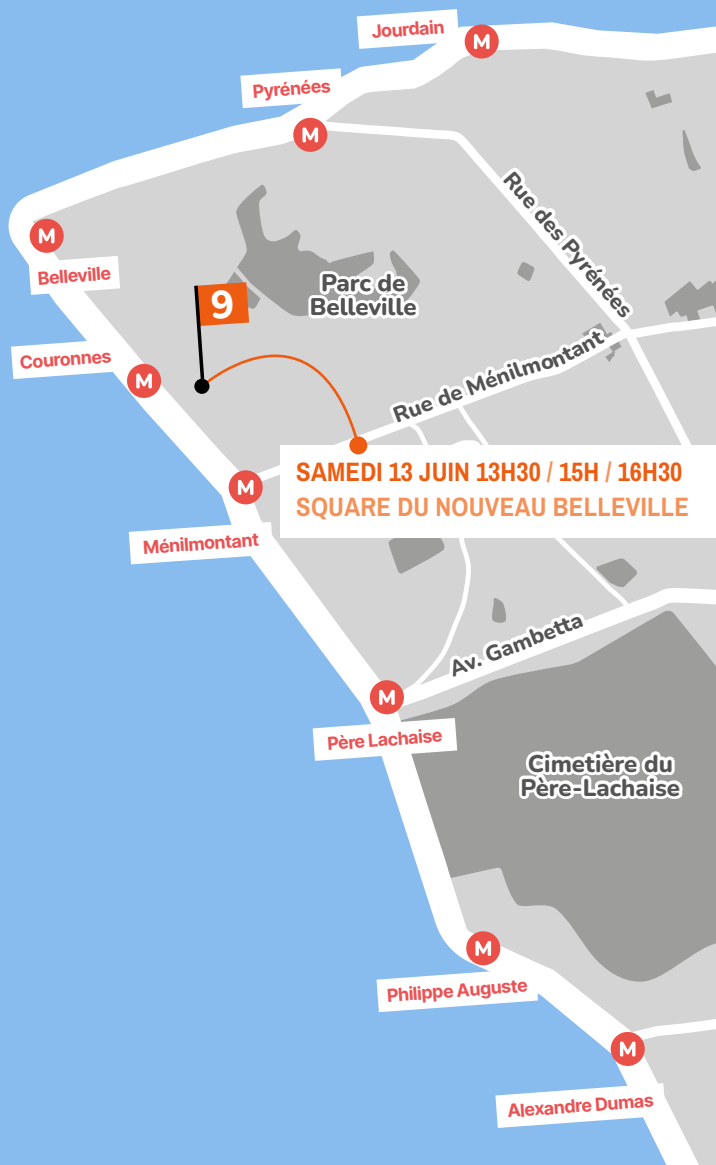 Jourdain
M
Pyrénées
M
Rue des Pyrénées
M
Belleville
Parc de
Belleville
9
Couronnes
M
Rue de Ménilmontant
SAMEDI 13 JUIN 13H30 / 15H / 16H30
SQUARE DU NOUVEAU BELLEVILLE
M
Ménilmontant
Av. Gambetta
M
Père Lachaise
Cimetière du
Père-Lachaise
M
Philippe Auguste
M
Alexandre Dumas